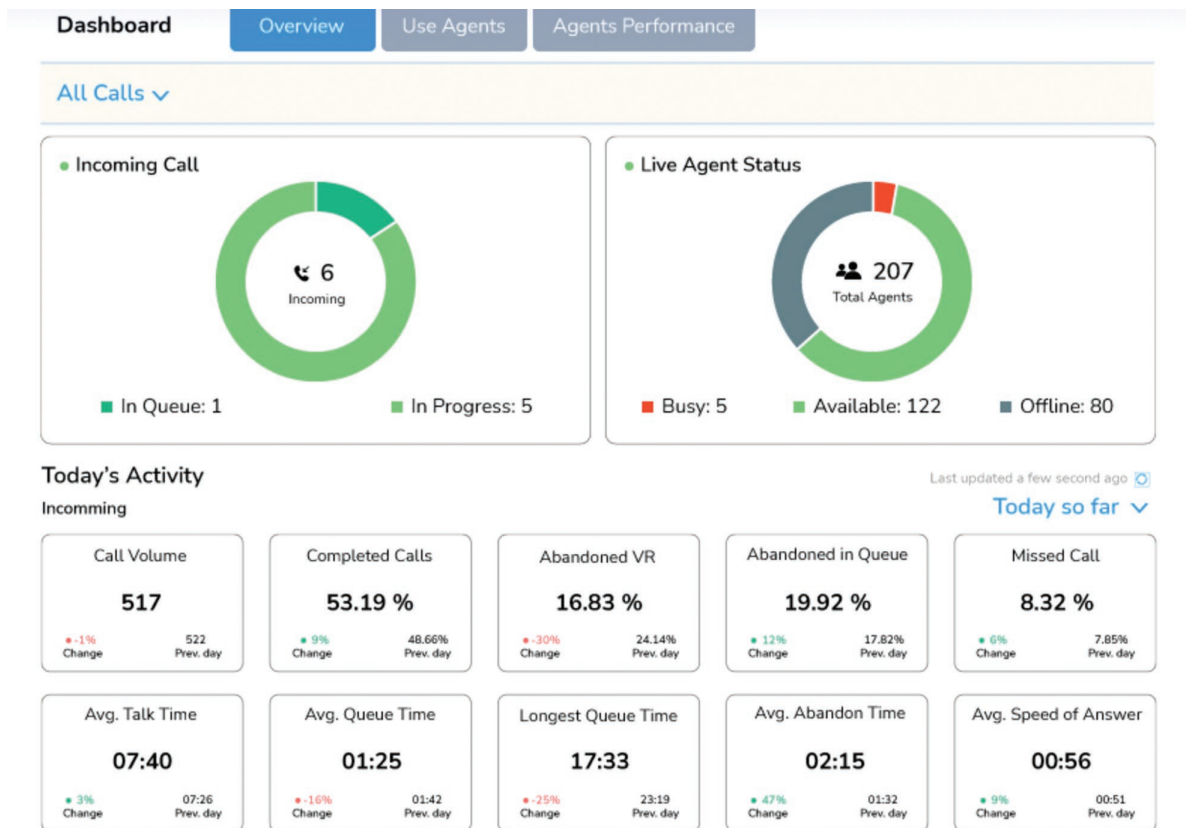 Dashboard Overview Use Agents Agents Performance
All Calls
Incoming Call
6
Incoming
In Queue: 1 In Progress: 5
Live Agent Status
207
Total Agents
Busy: 5 Available: 122 Offline: 80
Today's Activity
Last updated a few second ago
Incomming
Today so far
Call Volume
517
-1% 522
Change Prev. day
Completed Calls
53.19 %
9% 48.66%
Change Prev. day
Abandoned VR
16.83 %
-30% 24.14%
Change Prev. day
Abandoned in Queue
19.92 %
12% 17.82%
Change Prev. day
Missed Call
8.32 %
6% 7.85%
Change Prev. day
Avg. Talk Time
07:40
3% 07:26
Change Prev. day
Avg. Queue Time
01:25
-16% 01:42
Change Prev. day
Longest Queue Time
17:33
-25% 23:19
Change Prev. day
Avg. Abandon Time
02:15
47% 01:32
Change Prev. day
Avg. Speed of Answer
00:56
9% 00:51
Change Prev. day